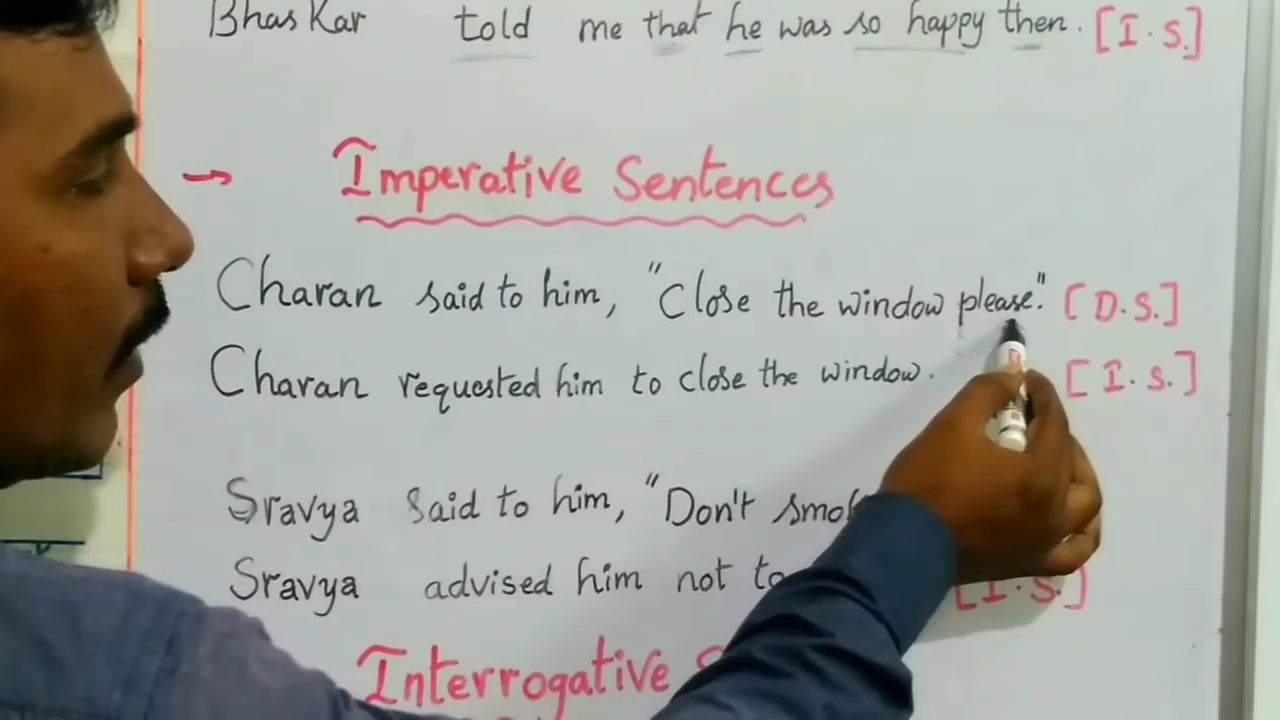 Bhaskar told me that he was so happy then. [I.S.]
→ Imperative Sentences
Charan said to him, "Close the window please." [D.S.]
Charan requested him to close the window. [I.S.]
Sravya said to him, "Don't
Sravya advised him not to [I.S.]
Interrogative